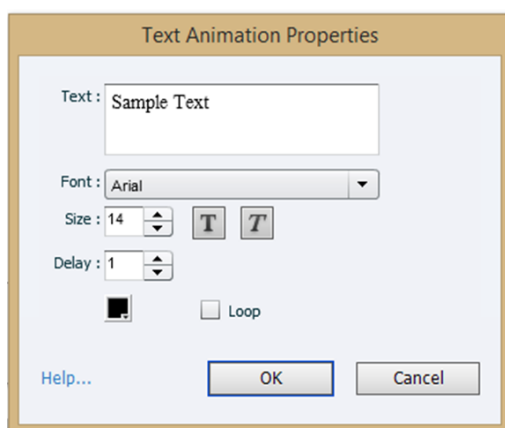 Text Animation Properties
Text : Sample Text
Font : Arial
Size : 14 T T
Delay : 1
Loop
Help... OK Cancel